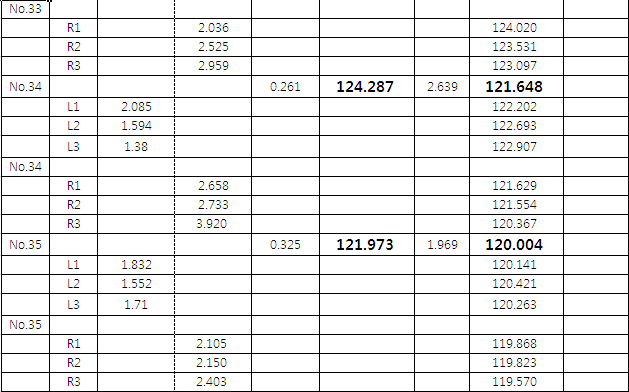 No.33
R1 2.036 124.020
R2 2.525 123.531
R3 2.959 123.097
No.34 0.261 124.287 2.639 121.648
L1 2.085 122.202
L2 1.594 122.693
L3 1.38 122.907
No.34
R1 2.658 121.629
R2 2.733 121.554
R3 3.920 120.367
No.35 0.325 121.973 1.969 120.004
L1 1.832 120.141
L2 1.552 120.421
L3 1.71 120.263
No.35
R1 2.105 119.868
R2 2.150 119.823
R3 2.403 119.570